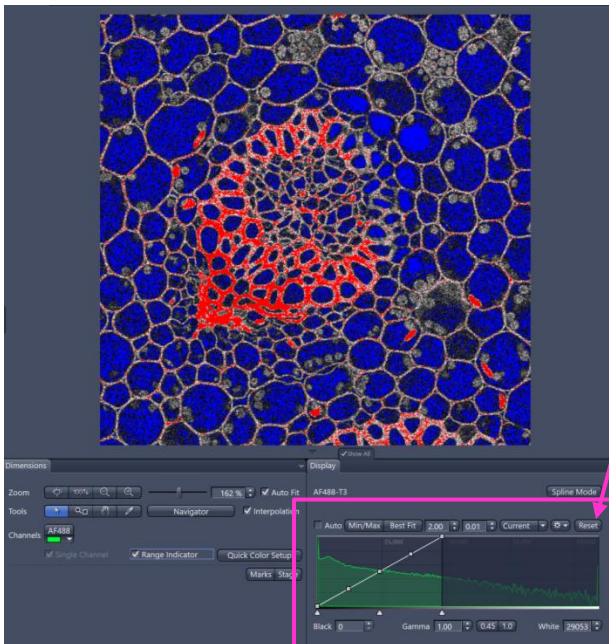 Show All
Dimensions
Display
AF488-T3
Spline Mode
Zoom
100%
162 %
Auto Fit
Tools
Navigator
Interpolation
Channels
AF488
Single Channel
Range Indicator
Quick Color Setup
Marks
Stage
Auto
Min/Max
Best Fit
2.00
0.01
Current
Reset
Black 0
Gamma 1.00
0.45
1.0
White 29053